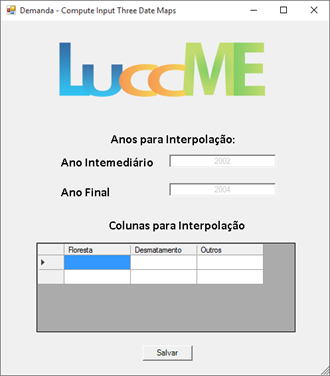 Demanda - Compute Input Three Date Maps
LuccME
Anos para Interpolação:
Ano Intemediário 2002
Ano Final 2004
Colunas para Interpolação
Floresta Desmatamento Outros
Salvar